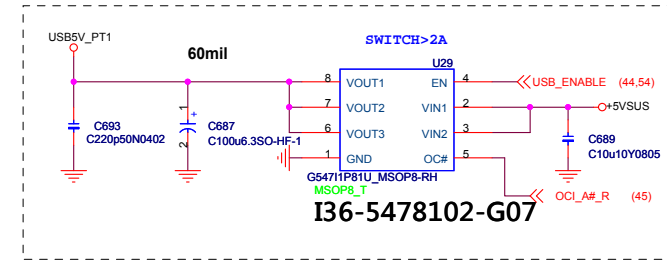 USB5V_PT1
60mil
SWITCH>2A
U29
8 VOUT1 EN 4 USB_ENABLE (44,54)
7 VOUT2 VIN1 2 +5VSUS
6 VOUT3 VIN2 3
1 GND OC# 5
1 +
2
C693
C220p50N0402
C687
C100u6.3SO-HF-1
C689
C10u10Y0805
G547I1P81U_MSOP8-RH
MSOP8_T
OCI_A#_R (45)
I36-5478102-G07